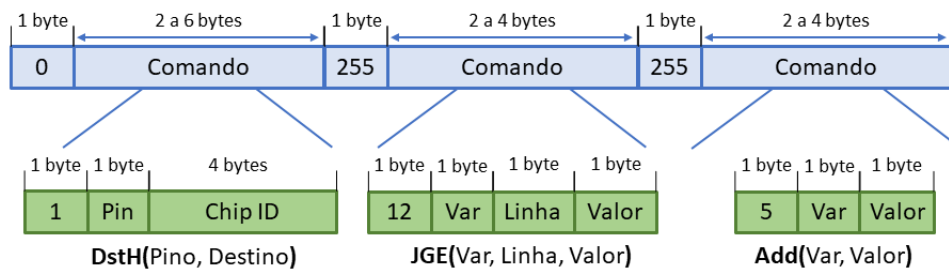 1 byte 2 a 6 bytes 1 byte 2 a 4 bytes 1 byte 2 a 4 bytes
0 Comando 255 Comando 255 Comando
1 byte 1 byte 4 bytes 1 byte 1 byte 1 byte 1 byte 1 byte 1 byte 1 byte
1 Pin Chip ID 12 Var Linha Valor 5 Var Valor
DstH(Pino, Destino) JGE(Var, Linha, Valor) Add(Var, Valor)